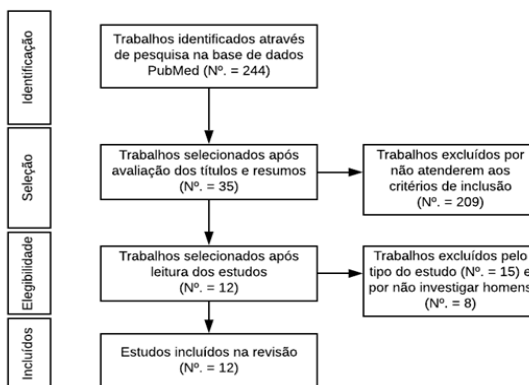 Identificação
Trabalhos identificados através
de pesquisa na base de dados
PubMed (Nº. = 244)
Seleção
Trabalhos selecionados após
avaliação dos títulos e resumos
(Nº. = 35)
Trabalhos excluídos por
não atenderem aos
critérios de inclusão
(Nº. = 209)
Elegibilidade
Trabalhos selecionados após
leitura dos estudos
(Nº. = 12)
Trabalhos excluídos pelo
tipo do estudo (Nº. = 15) e
por não investigar homens
(Nº. = 8)
Incluídos
Estudos incluídos na revisão
(Nº. = 12)